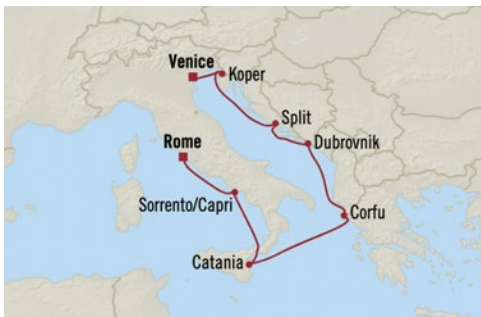 Venice
Koper
Split
Rome
Dubrovnik
Sorrento/Capri
Corfu
Catania